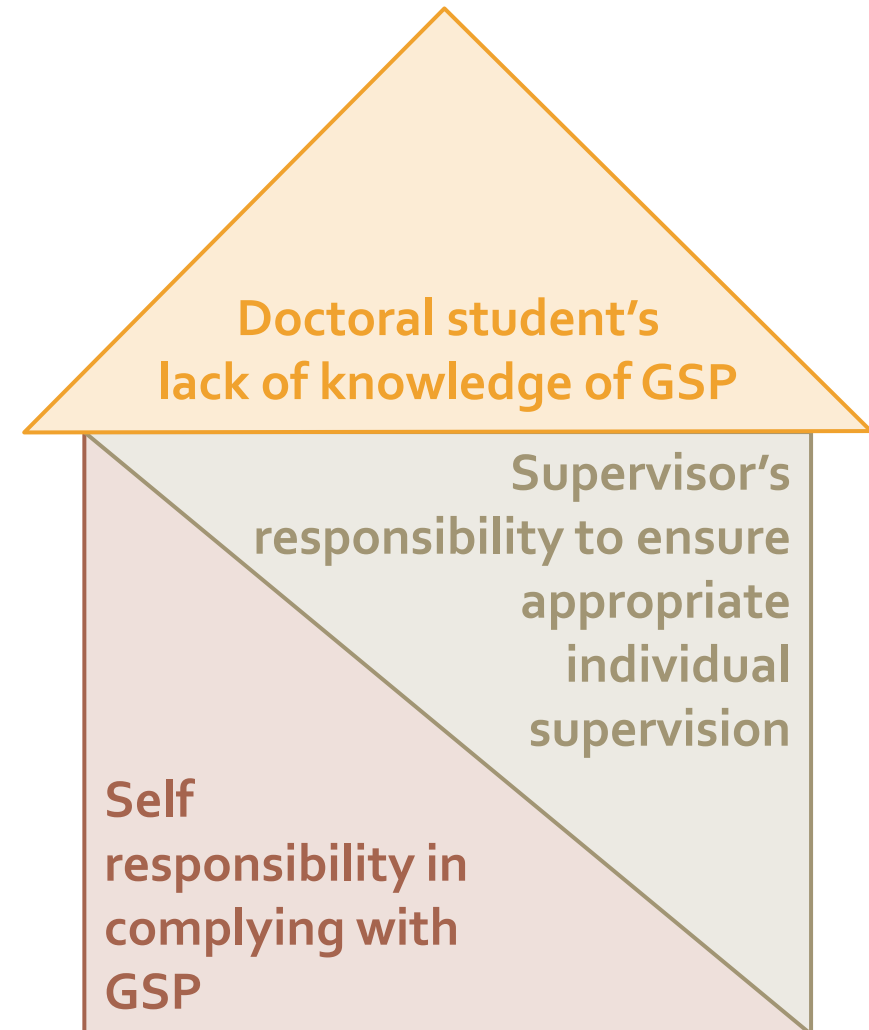 Doctoral student’s
lack of knowledge of GSP
Supervisor’s
responsibility to ensure
appropriate
individual
supervision
Self
responsibility in
complying with
GSP